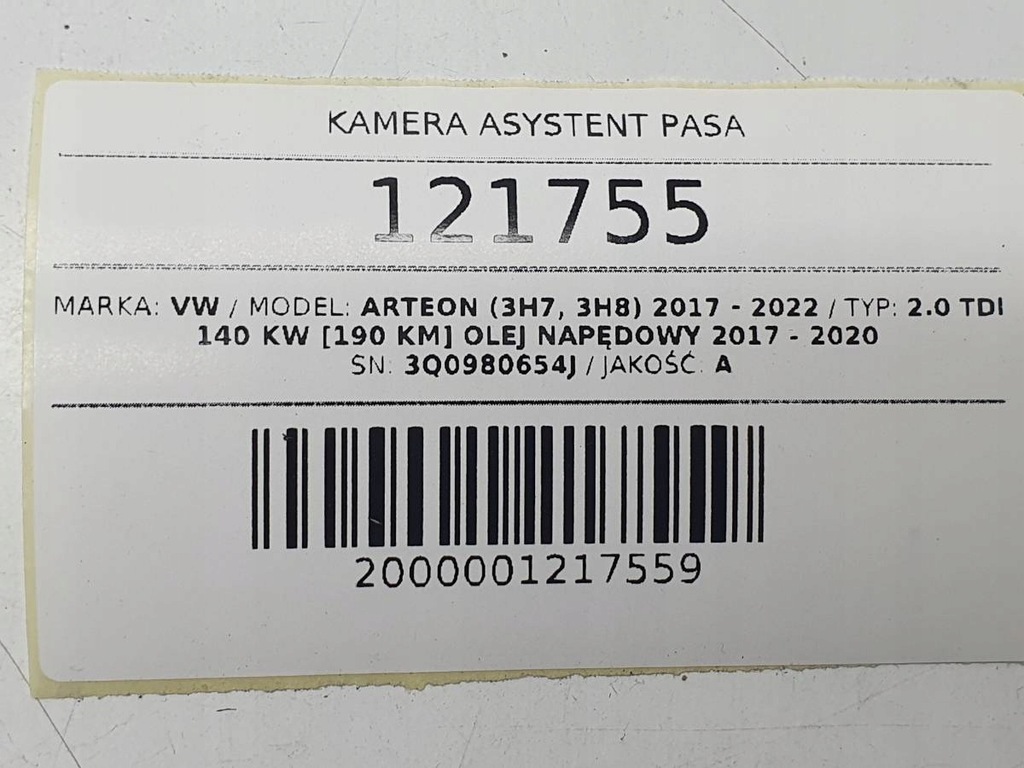 KAMERA ASYSTENT PASA
121755
MARKA: VW / MODEL: ARTEON (3H7, 3H8) 2017 - 2022 / TYP: 2.0 TDI
140 KW [190 KM] OLEJ NAPĘDOWY 2017 - 2020
SN: 3Q0980654J / JAKOŚĆ: A
2000001217559